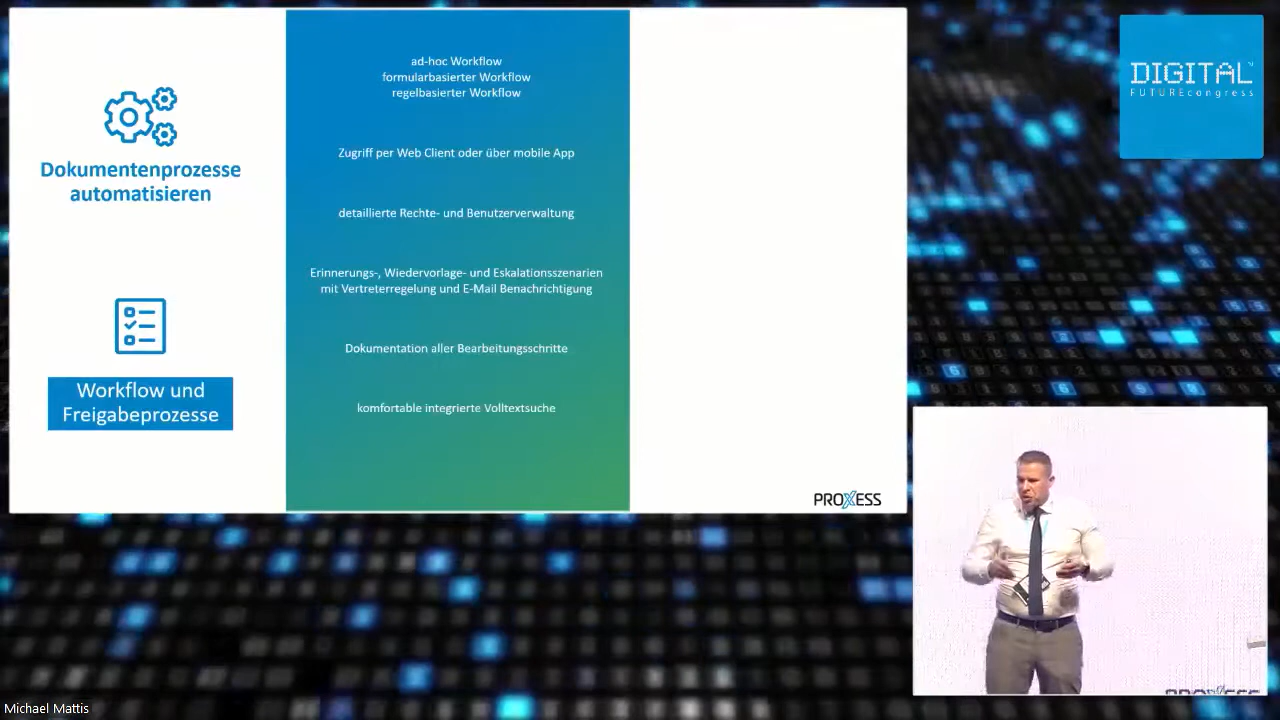 Dokumentenprozesse
automatisieren
Workflow und
Freigabeprozesse
ad-hoc Workflow
formularbasierter Workflow
regelbasierter Workflow
Zugriff per Web Client oder über mobile App
detaillierte Rechte- und Benutzerverwaltung
Erinnerungs-, Wiedervorlage- und Eskalationsszenarien
mit Vertreterregelung und E-Mail Benachrichtigung
Dokumentation aller Bearbeitungsschritte
komfortable integrierte Volltextsuche
PROXESS
DIGITAL
FUTUREcongress
Michael Mattis